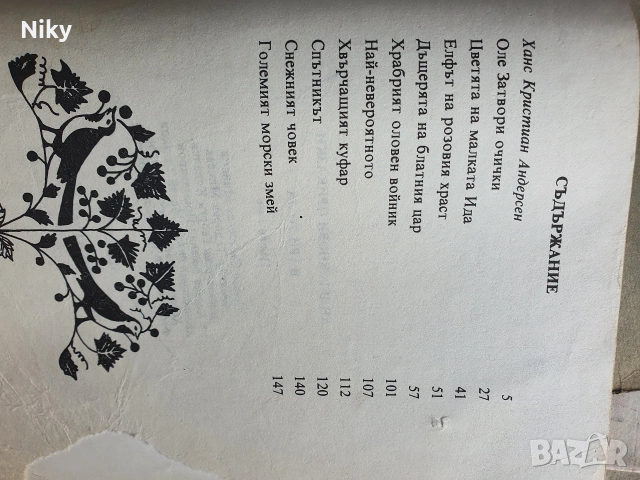 Niky
СЪДЪРЖАНИЕ
Ханс Кристиан Андерсен
Оле Затвори очички 5
Цветята на малката Ида 27
Елфът на розовия храст 41
Дъщерята на блатния цар 51
Храбрият оловен войник 57
Най-невероятното 101
Хвърчащият куфар 107
Спътникът 112
Снежният човек 120
Големият морски змей 140
147
BAZAR